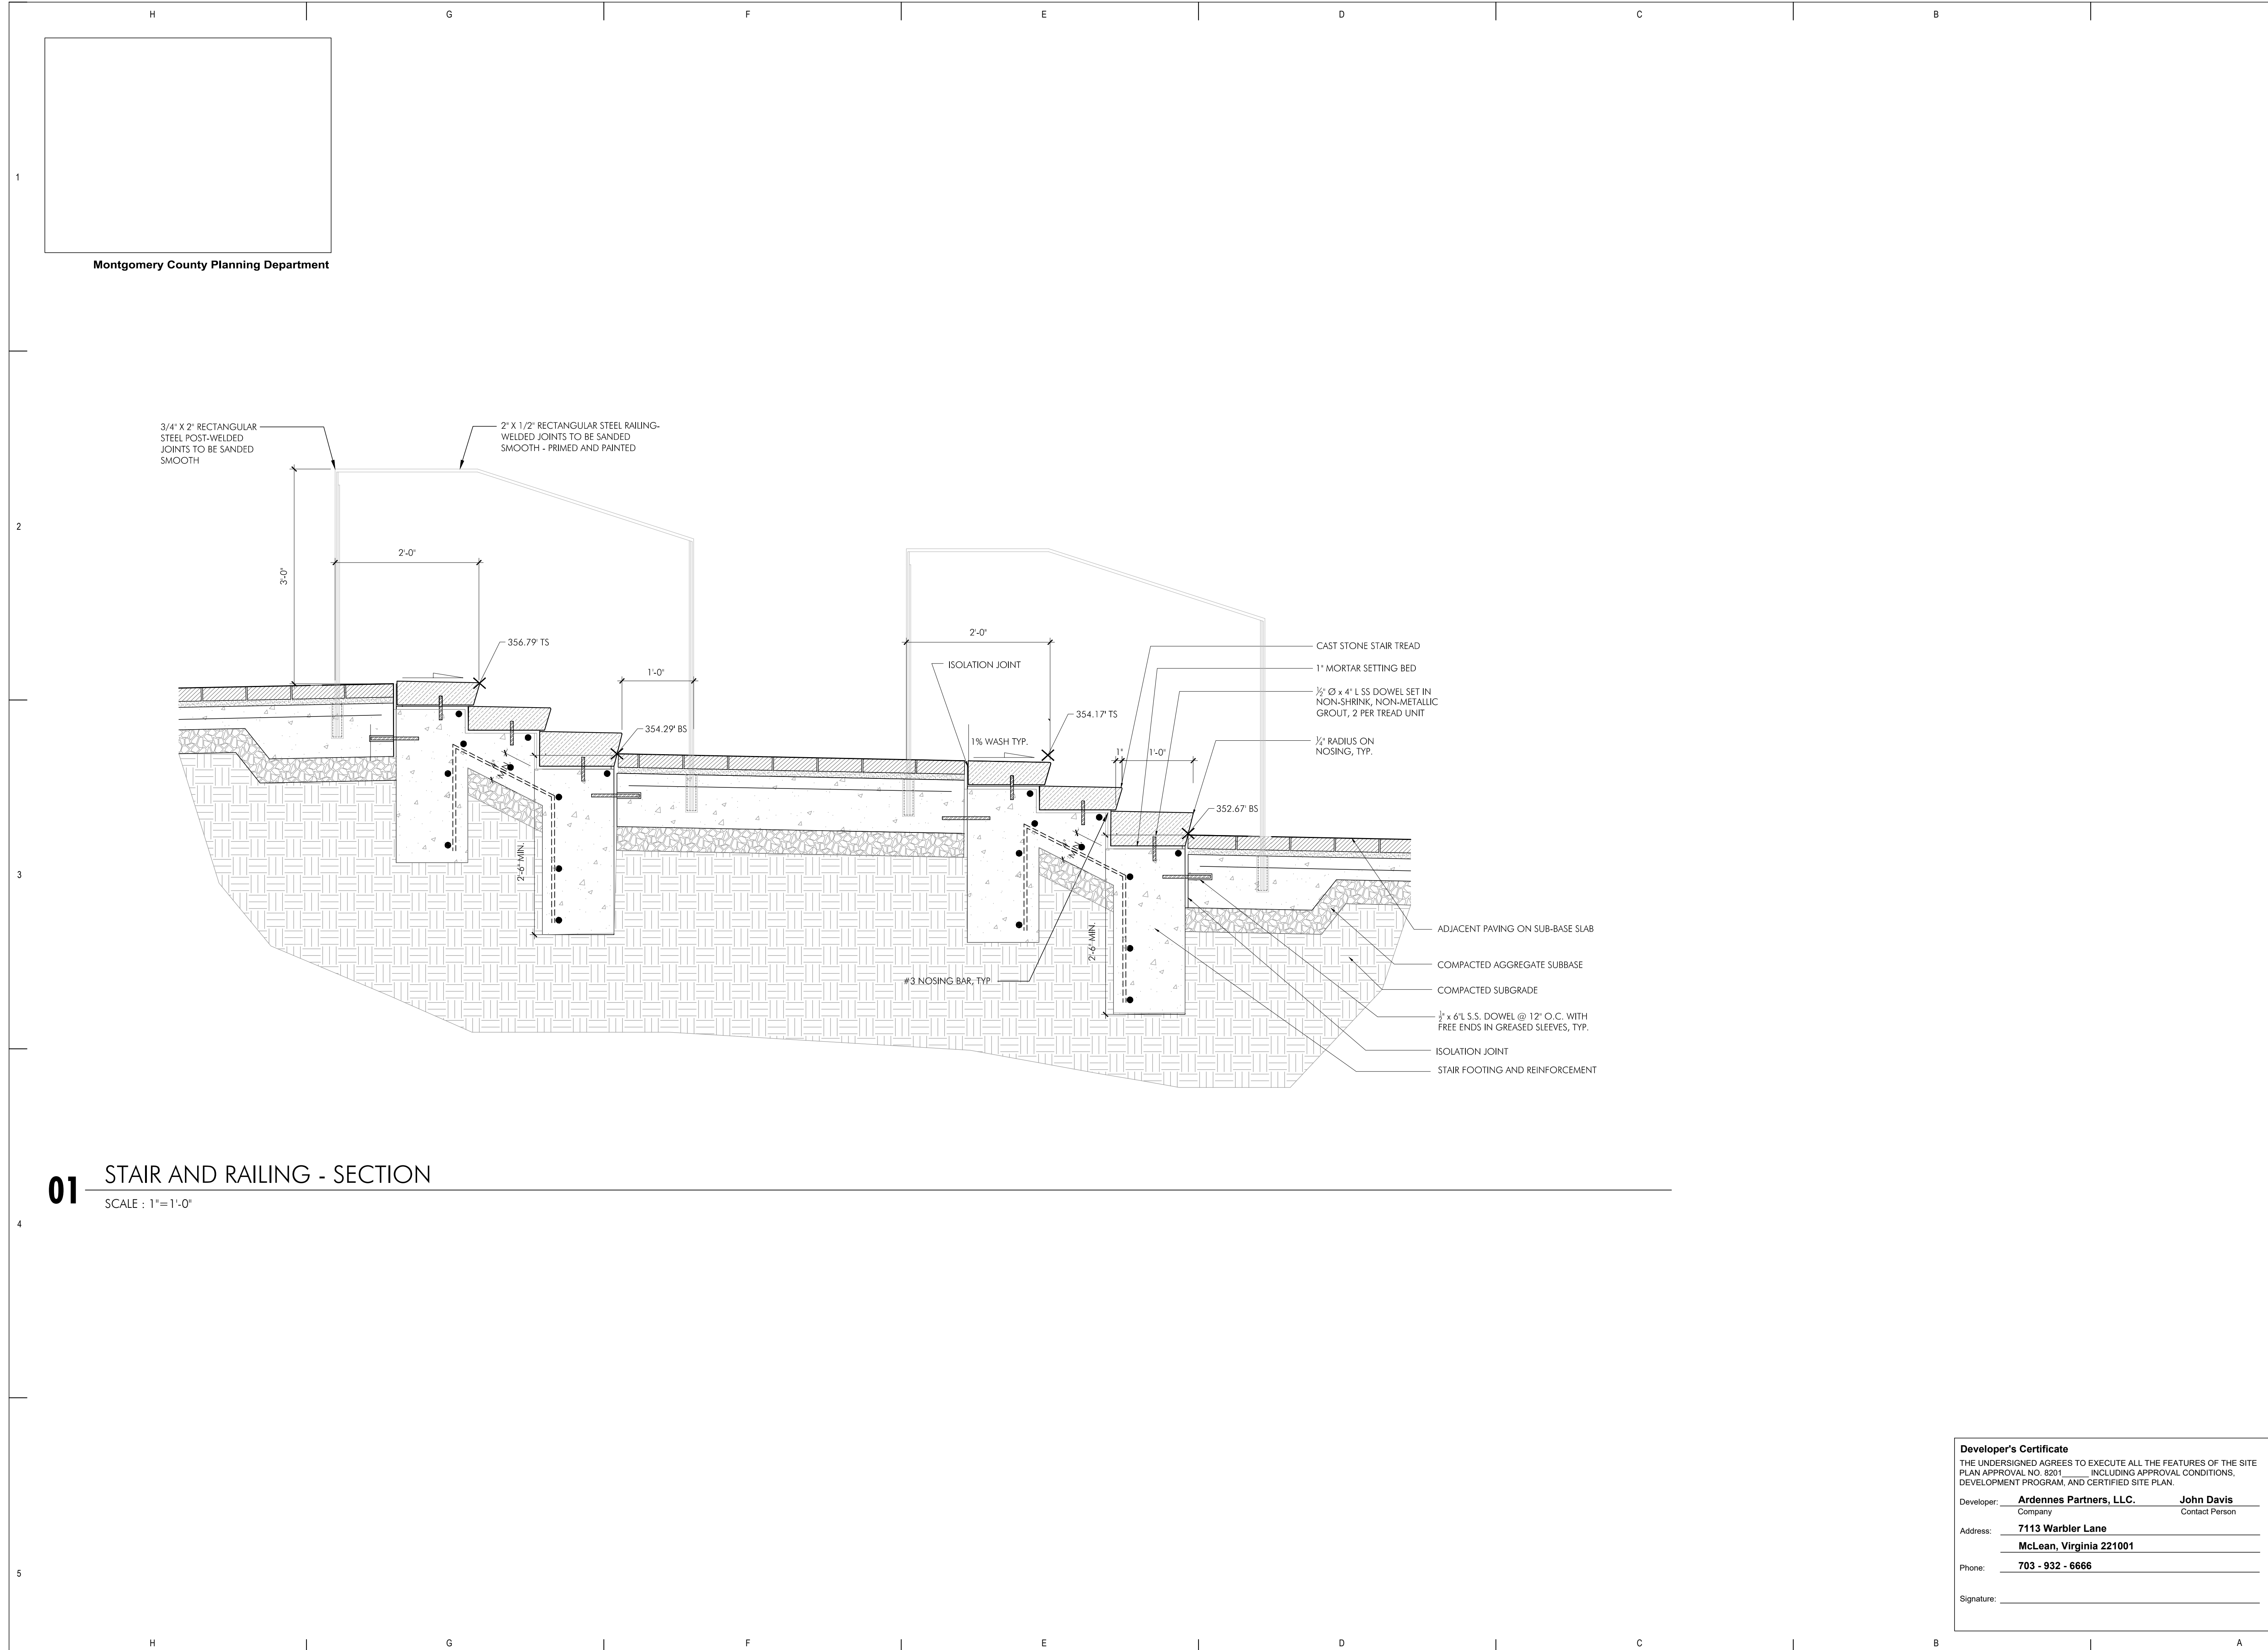 H G F E D C B
1
Montgomery County Planning Department
3/4" X 2" RECTANGULAR
STEEL POST-WELDED
JOINTS TO BE SANDED
SMOOTH
2" X 1/2" RECTANGULAR STEEL RAILING-
WELDED JOINTS TO BE SANDED
SMOOTH - PRIMED AND PAINTED
2
2'-0"
3'-0"
356.79' TS
1'-0"
354.29' BS
2'-6" MIN.
2'-0"
ISOLATION JOINT
1% WASH TYP.
354.17' TS
1"
1'-0"
352.67' BS
2'-6" MIN.
#3 NOSING BAR, TYP
CAST STONE STAIR TREAD
1" MORTAR SETTING BED
½" Ø x 4" L SS DOWEL SET IN
NON-SHRINK, NON-METALLIC
GROUT, 2 PER TREAD UNIT
RADIUS ON
NOSING, TYP.
3
ADJACENT PAVING ON SUB-BASE SLAB
COMPACTED AGGREGATE SUBBASE
COMPACTED SUBGRADE
½" x 6"L S.S. DOWEL @ 12" O.C. WITH
FREE ENDS IN GREASED SLEEVES, TYP.
ISOLATION JOINT
STAIR FOOTING AND REINFORCEMENT
01 STAIR AND RAILING - SECTION
SCALE : 1"=1'-0"
4
5
Developer's Certificate
THE UNDERSIGNED AGREES TO EXECUTE ALL THE FEATURES OF THE SITE
PLAN APPROVAL NO. 8201______ INCLUDING APPROVAL CONDITIONS,
DEVELOPMENT PROGRAM, AND CERTIFIED SITE PLAN.
Developer: Ardennes Partners, LLC. John Davis
Company Contact Person
Address: 7113 Warbler Lane
McLean, Virginia 221001
Phone: 703 - 932 - 6666
Signature:
H G F E D C B A